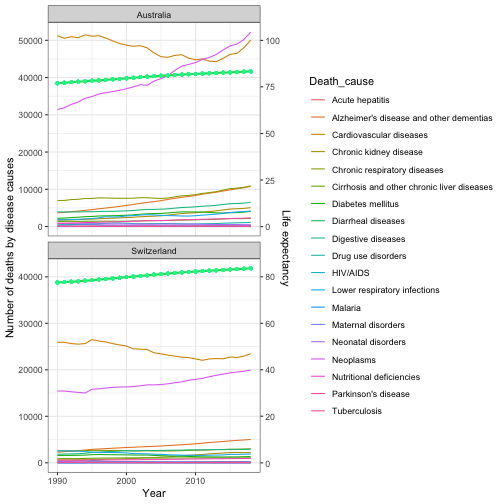 Australia
50000
40000
30000
20000
10000
0
100
75
50
25
0
Switzerland
40000
30000
20000
10000
0
80
60
40
20
0
1990
2000
2010
Year
Number of deaths by disease causes
Life expectancy
Death_cause
Acute hepatitis
Alzheimer's disease and other dementias
Cardiovascular diseases
Chronic kidney disease
Chronic respiratory diseases
Cirrhosis and other chronic liver diseases
Diabetes mellitus
Diarrheal diseases
Digestive diseases
Drug use disorders
HIV/AIDS
Lower respiratory infections
Malaria
Maternal disorders
Neonatal disorders
Neoplasms
Nutritional deficiencies
Parkinson's disease
Tuberculosis